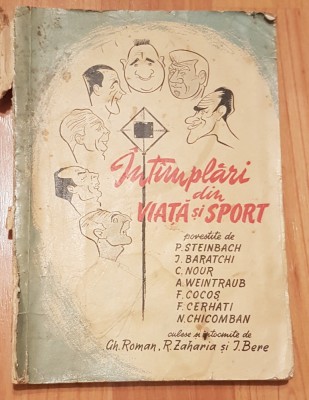 Întîmplări
din
VIAȚĂ și SPORT
povestite de
P. STEINBACH
I. BARATCHI
C. NOUR
A. WEINTRAUB
F. COCOȘ
F. CERHATI
N. CHICOMBAN
culese și întocmite de
Gh. Roman, R. Zaharia și I. Bere